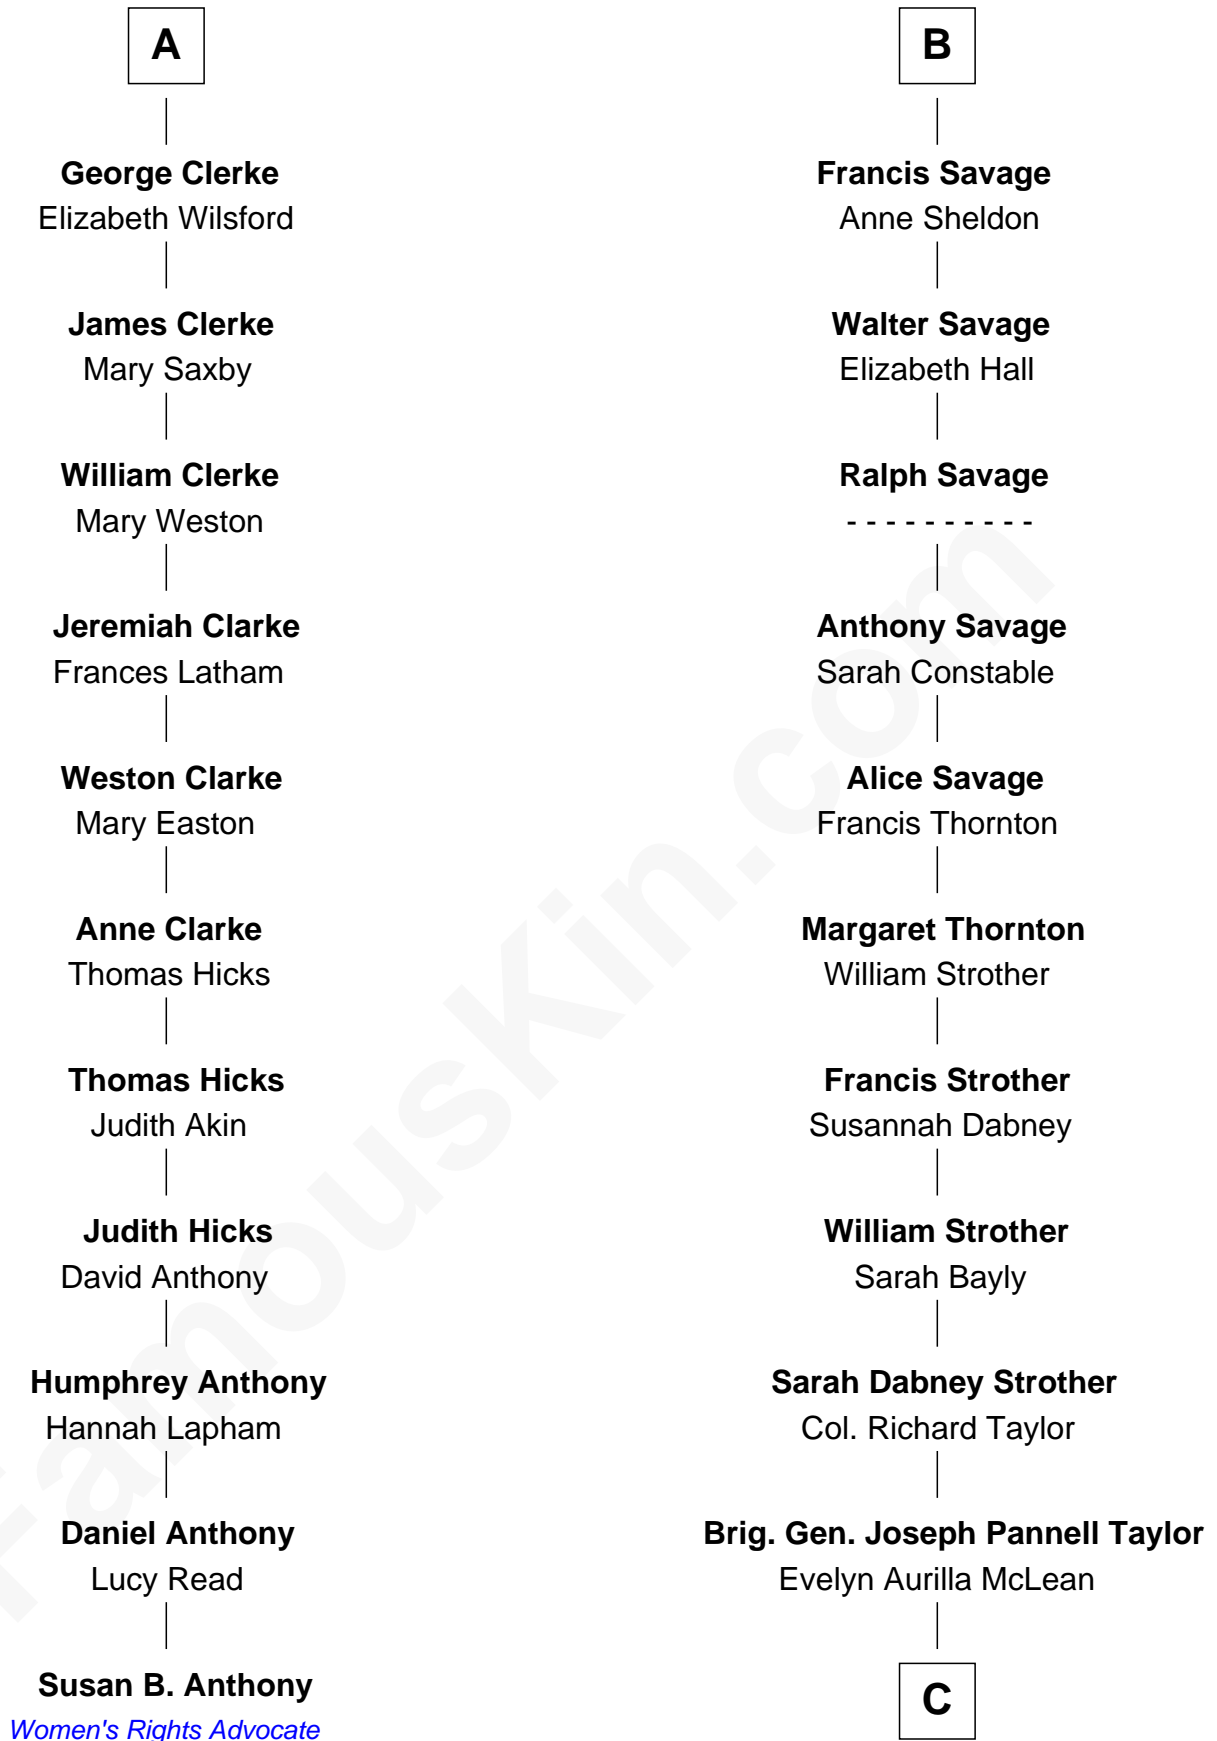 A
George Clerke
Elizabeth Wilsford
James Clerke
Mary Saxby
William Clerke
Mary Weston
Jeremiah Clarke
Frances Latham
Weston Clarke
Mary Easton
Anne Clarke
Thomas Hicks
Thomas Hicks
Judith Akin
Judith Hicks
David Anthony
Humphrey Anthony
Hannah Lapham
Daniel Anthony
Lucy Read
Susan B. Anthony
Women's Rights Advocate
B
Francis Savage
Anne Sheldon
Walter Savage
Elizabeth Hall
Ralph Savage
- - - - - - - - - -
Anthony Savage
Sarah Constable
Alice Savage
Francis Thornton
Margaret Thornton
William Strother
Francis Strother
Susannah Dabney
William Strother
Sarah Bayly
Sarah Dabney Strother
Col. Richard Taylor
Brig. Gen. Joseph Pannell Taylor
Evelyn Aurilla McLean
C
FamousKin.com